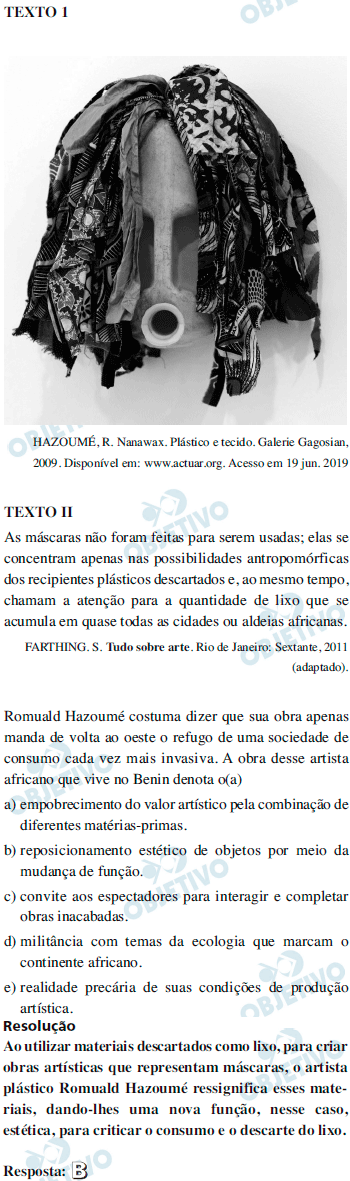 TEXTO 1
HAZOUMÉ, R. Nanawax. Plástico e tecido. Galerie Gagosian,
2009. Disponível em: www.actuar.org. Acesso em 19 jun. 2019
TEXTO II
As máscaras não foram feitas para serem usadas; elas se
concentram apenas nas possibilidades antropomórficas
dos recipientes plásticos descartados e, ao mesmo tempo,
chamam a atenção para a quantidade de lixo que se
acumula em quase todas as cidades ou aldeias africanas.
FARTHING. S. Tudo sobre arte. Rio de Janeiro: Sextante, 2011
(adaptado).
Romuald Hazoumé costuma dizer que sua obra apenas
manda de volta ao oeste o refugo de uma sociedade de
consumo cada vez mais invasiva. A obra desse artista
africano que vive no Benin denota o(a)
a) empobrecimento do valor artístico pela combinação de
diferentes matérias-primas.
b) reposicionamento estético de objetos por meio da
mudança de função.
c) convite aos espectadores para interagir e completar
obras inacabadas.
d) militância com temas da ecologia que marcam o
continente africano.
e) realidade precária de suas condições de produção
artística.
Resolução
Ao utilizar materiais descartados como lixo, para criar
obras artísticas que representam máscaras, o artista
plástico Romuald Hazoumé ressignifica esses mate-
riais, dando-lhes uma nova função, nesse caso,
estética, para criticar o consumo e o descarte do lixo.
Resposta: B